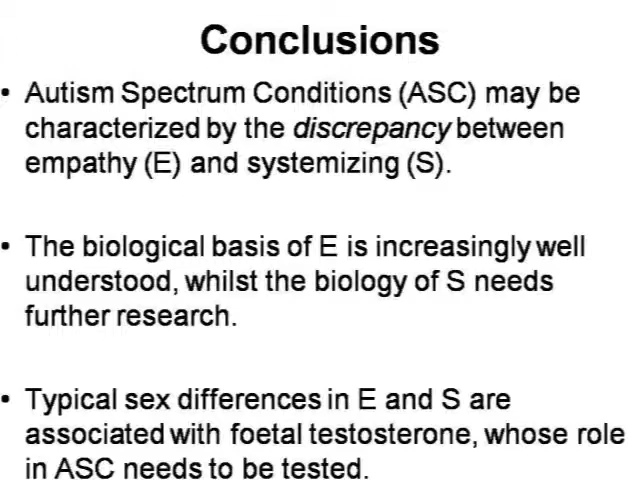 Conclusions
• Autism Spectrum Conditions (ASC) may be
characterized by the discrepancy between
empathy (E) and systemizing (S).
• The biological basis of E is increasingly well
understood, whilst the biology of S needs
further research.
• Typical sex differences in E and S are
associated with foetal testosterone, whose role
in ASC needs to be tested.